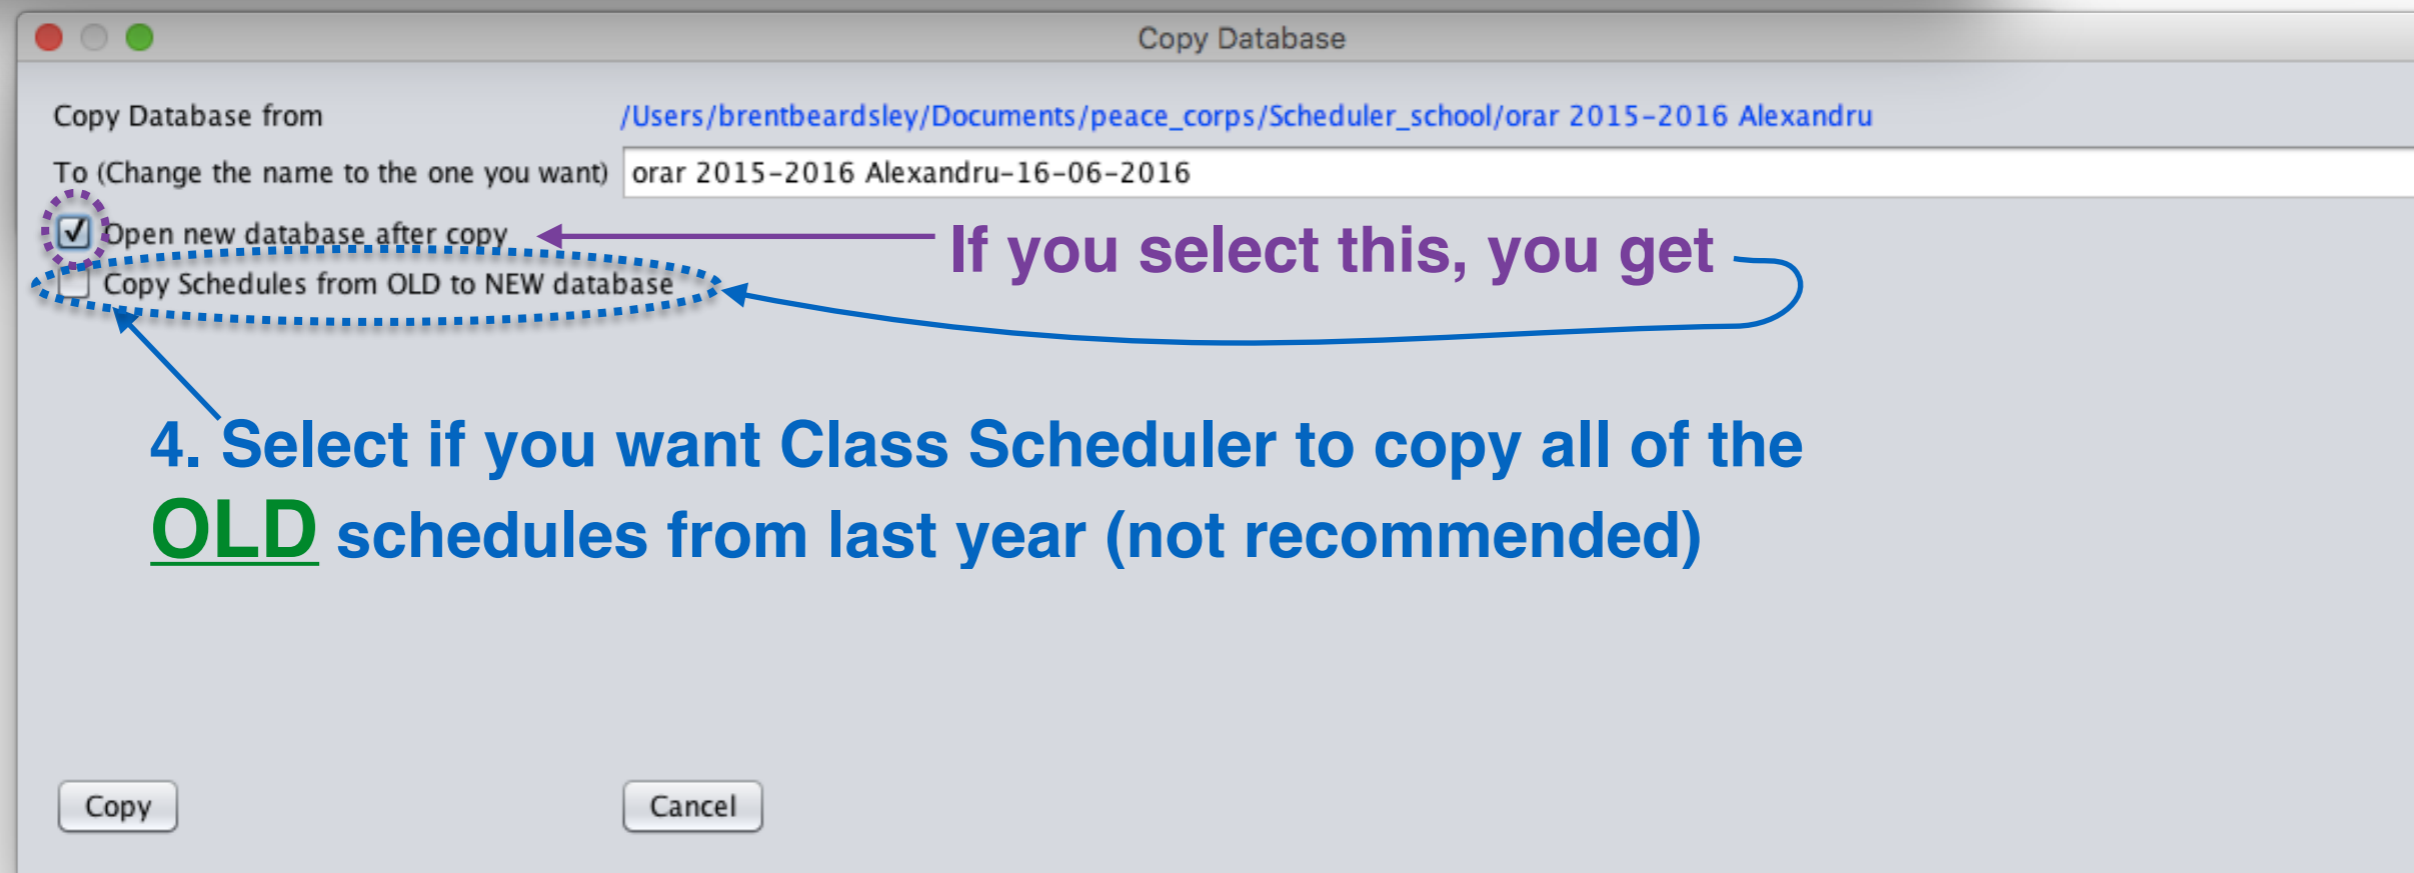 Copy Database
Copy Database from /Users/brentbeardsley/Documents/peace_corps/Scheduler_school/orar 2015-2016 Alexandru
To (Change the name to the one you want) orar 2015-2016 Alexandru-16-06-2016
Open new database after copy
If you select this, you get
Copy Schedules from OLD to NEW database
4. Select if you want Class Scheduler to copy all of the
OLD schedules from last year (not recommended)
Copy Cancel